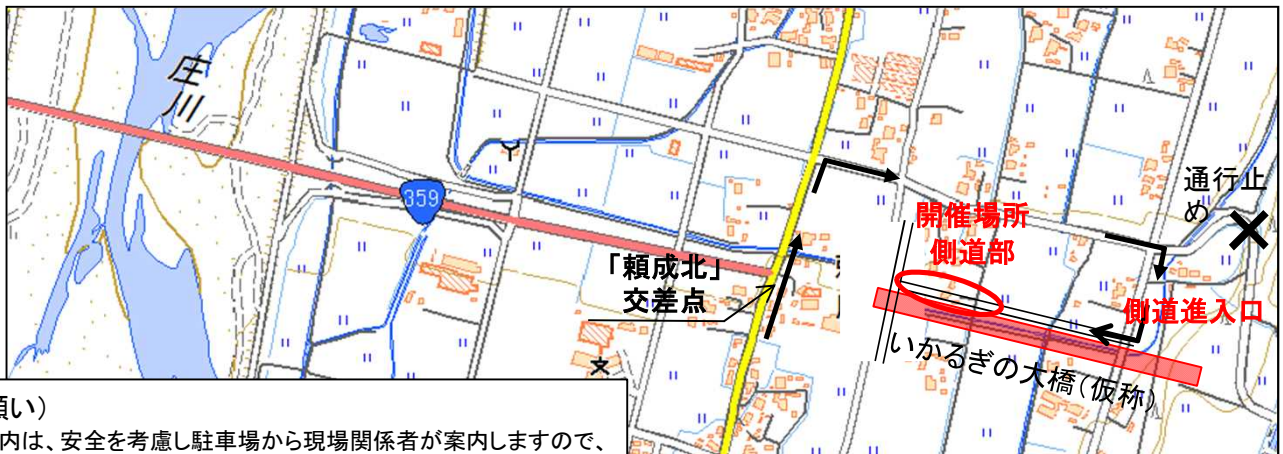 庄
川
359
「頼成北」
交差点
開催場所
側道部
通行止
め
側道進入口
いかるぎの大橋(仮称)
願い)
内は、安全を考慮し駐車場から現場関係者が案内しますので、